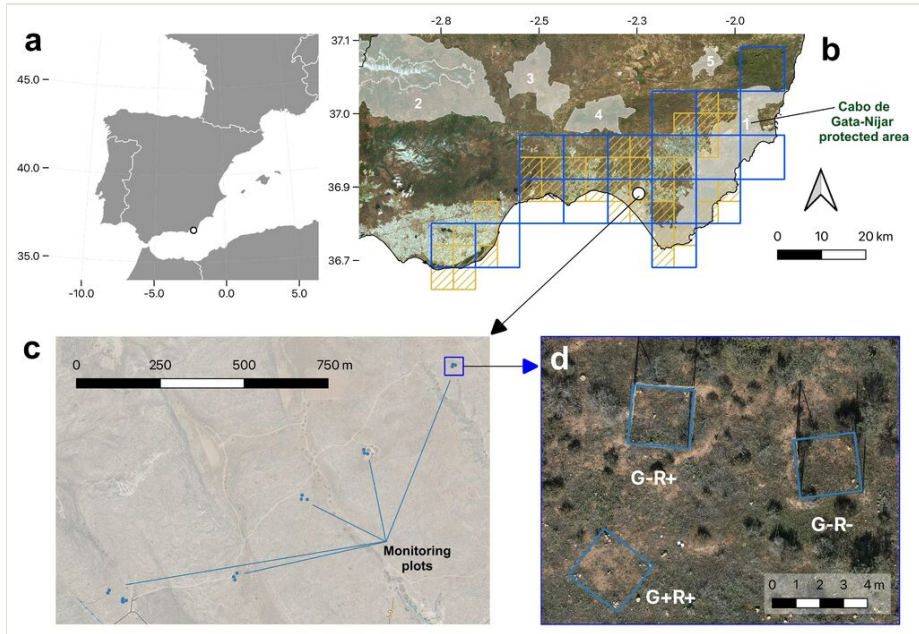 a
45.0
40.0
35.0
-10.0 -5.0 0.0 5.0
-2.8 -2.5 -2.3 -2.0
37.1
37.0
36.9
36.7
b
1
2
3
4
5
Cabo de
Gata-Níjar
protected area
0 10 20 km
c
0 250 500 750 m
Monitoring
plots
d
G-R+
G-R-
G+R+
0 1 2 3 4 m